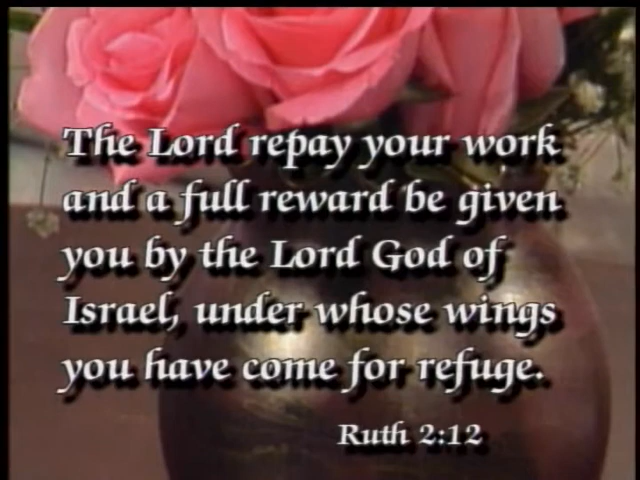 The Lord repay your work
and a full reward be given
you by the Lord God of
Israel, under whose wings
you have come for refuge.
Ruth 2:12